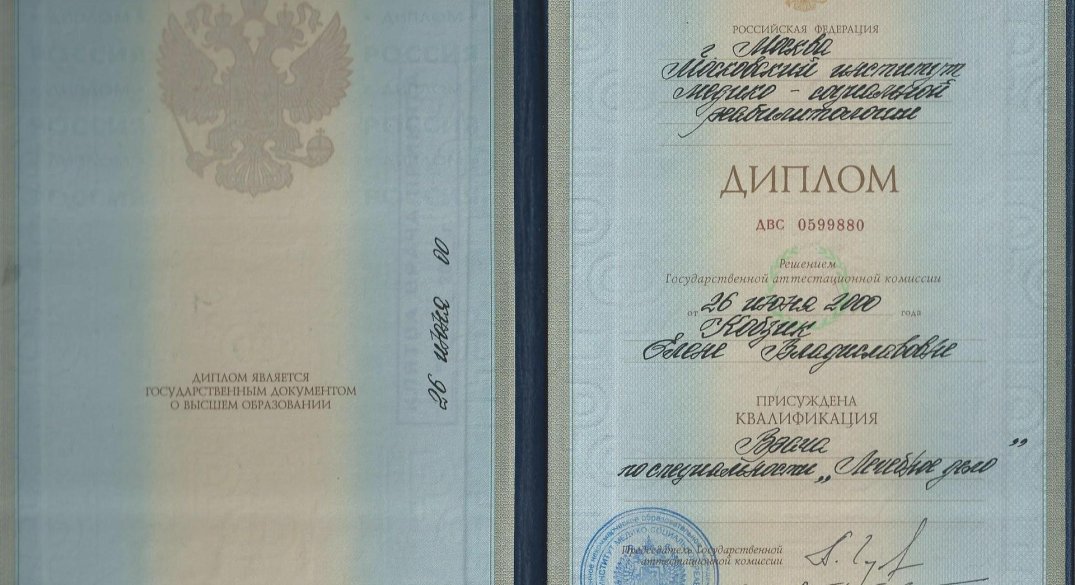 ДИПЛОМ ЯВЛЯЕТСЯ
ГОСУДАРСТВЕННЫМ ДОКУМЕНТОМ
О ВЫСШЕМ ОБРАЗОВАНИИ
26 июня 00
РОССИЙСКАЯ ФЕДЕРАЦИЯ
г. Москва
Московский институт
медико - социальной
реабилитологии
ДИПЛОМ
ДВС 0599880
Решением
Государственной аттестационной комиссии
от 26 июня 2000 года
Кобзик
Елене Владиславовне
ПРИСУЖДЕНА
КВАЛИФИКАЦИЯ
Врача
по специальности „Лечебное дело”
Председатель Государственной
аттестационной комиссии